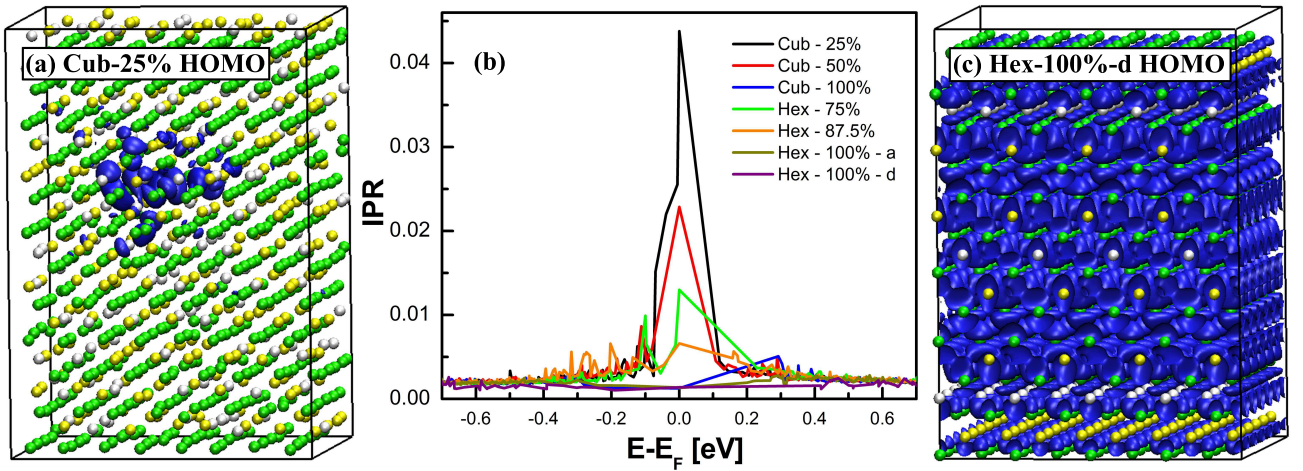 (a) Cub-25% HOMO
(b)
Cub - 25%
Cub - 50%
Cub - 100%
Hex - 75%
Hex - 87.5%
Hex - 100% - a
Hex - 100% - d
IPR
0.04
0.03
0.02
0.01
0.00
-0.6 -0.4 -0.2 0.0 0.2 0.4 0.6
E-E_F [eV]
(c) Hex-100%-d HOMO